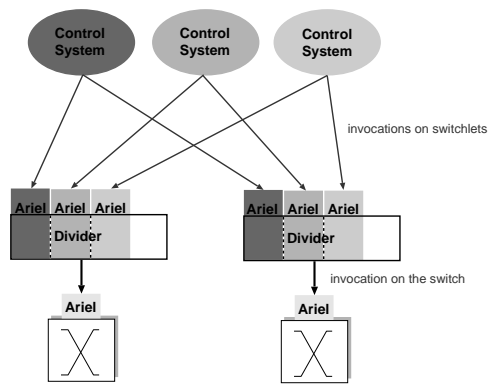 Control
System
Control
System
Control
System
invocations on switchlets
Ariel Ariel Ariel
Divider
Ariel Ariel Ariel
Divider
invocation on the switch
Ariel
Ariel